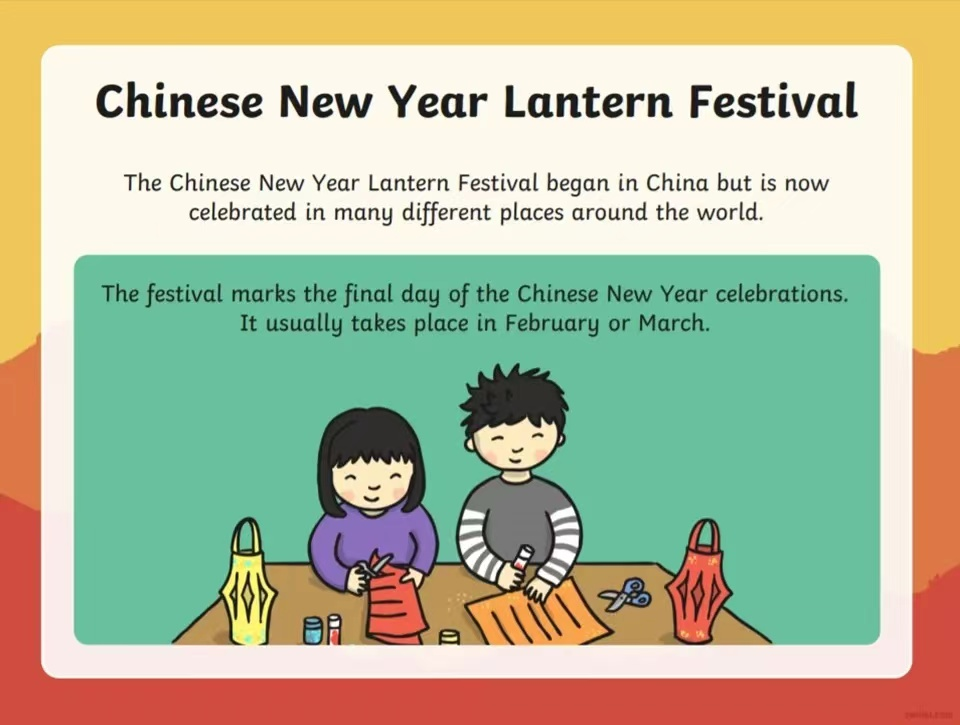 Chinese New Year Lantern Festival
The Chinese New Year Lantern Festival began in China but is now
celebrated in many different places around the world.
The festival marks the final day of the Chinese New Year celebrations.
It usually takes place in February or March.